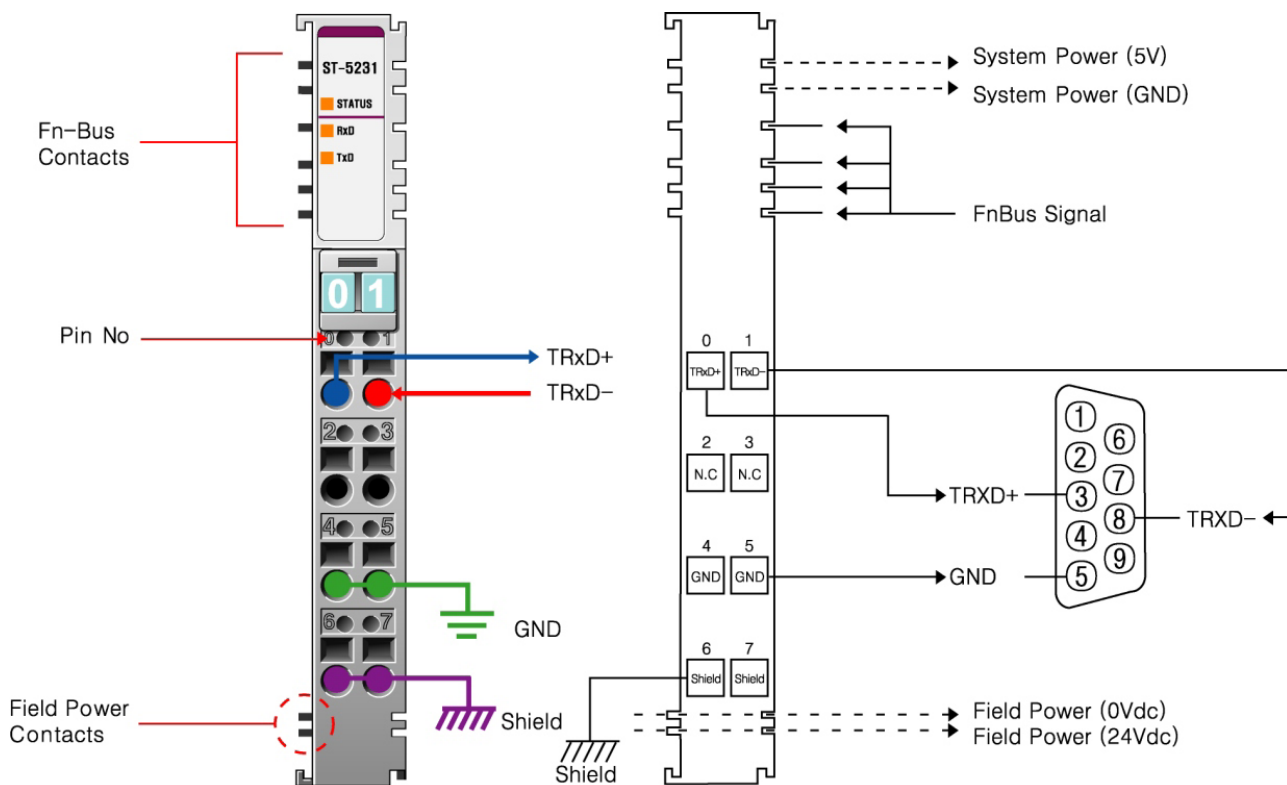 ST-5231
STATUS
RxD
TxD
Fn-Bus
Contacts
01
Pin No
0 1
TRxD+
TRxD-
2 3
4 5
GND
6 7
Field Power
Contacts
Shield
System Power (5V)
System Power (GND)
FnBus Signal
0 1
TRxD+ TRxD-
2 3
N.C N.C
4 5
GND GND
6 7
Shield Shield
Shield
TRXD+
GND
1
2
3
4
5
6
7
8
9
TRXD-
Field Power (0Vdc)
Field Power (24Vdc)